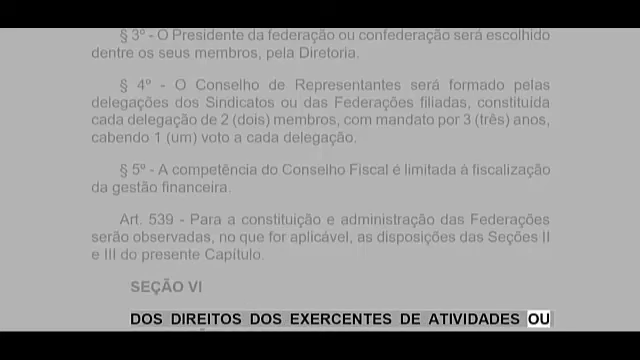 § 3º - O Presidente da federação ou confederação será escolhido
dentre os seus membros, pela Diretoria.
§ 4º - O Conselho de Representantes será formado pelas
delegações dos Sindicatos ou das Federações filiadas, constituída
cada delegação de 2 (dois) membros, com mandato por 3 (três) anos,
cabendo 1 (um) voto a cada delegação.
§ 5º - A competência do Conselho Fiscal é limitada à fiscalização
da gestão financeira.
Art. 539 - Para a constituição e administração das Federações
serão observadas, no que for aplicável, as disposições das Seções II
e III do presente Capítulo.
SEÇÃO VI
DOS DIREITOS DOS EXERCENTES DE ATIVIDADES OU